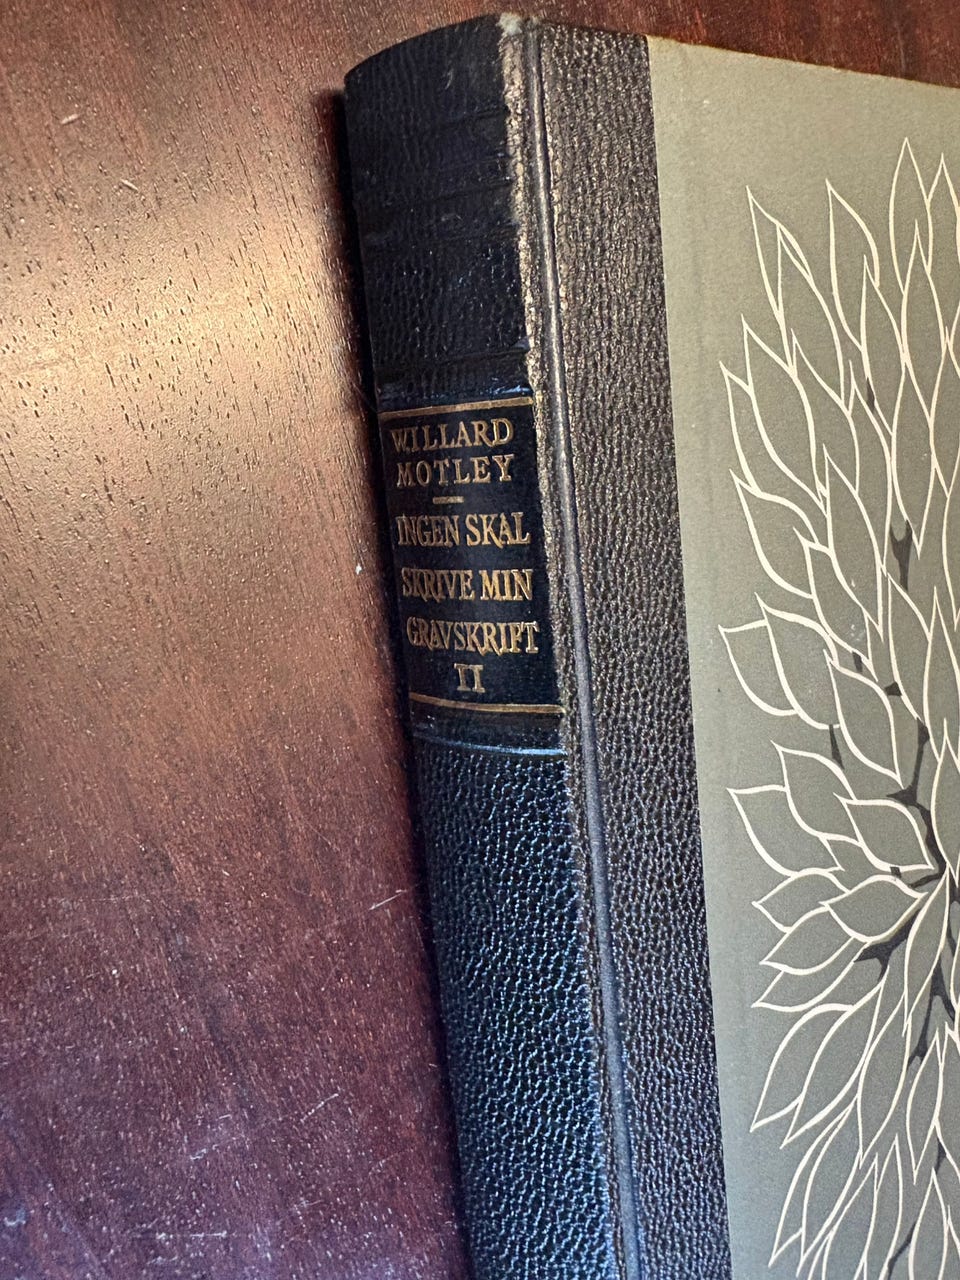 WILLARD
MOTLEY
INGEN SKAL
SKRIVE MIN
GRAVSKRIFT
II